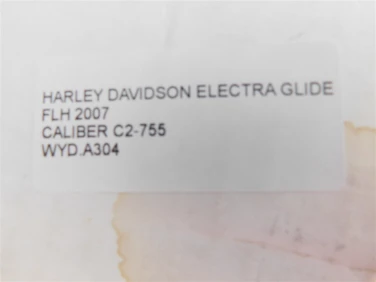 HARLEY DAVIDSON ELECTRA GLIDE
FLH 2007
CALIBER C2-755
WYD.A304